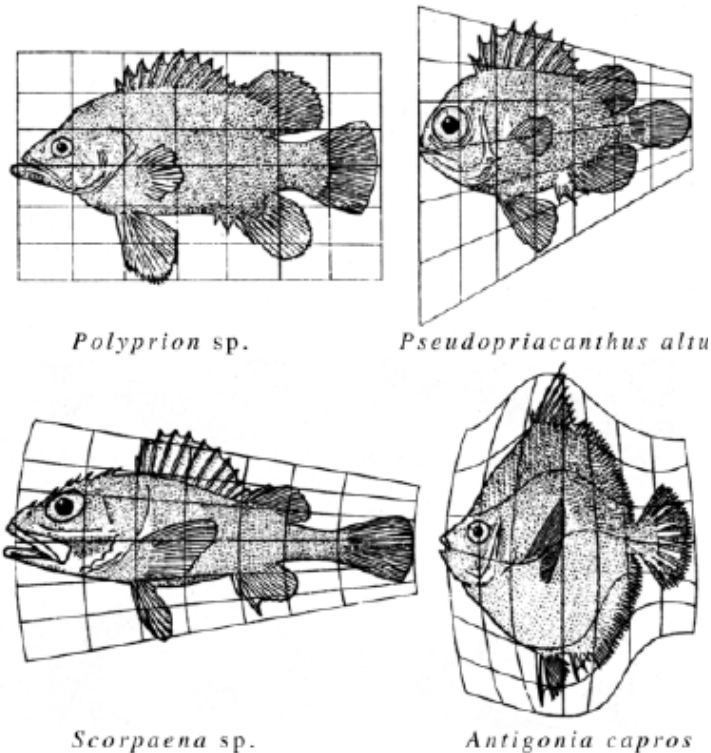 Polyprion sp.
Pseudopriacanthus altu
Scorpaena sp.
Antigonia capros